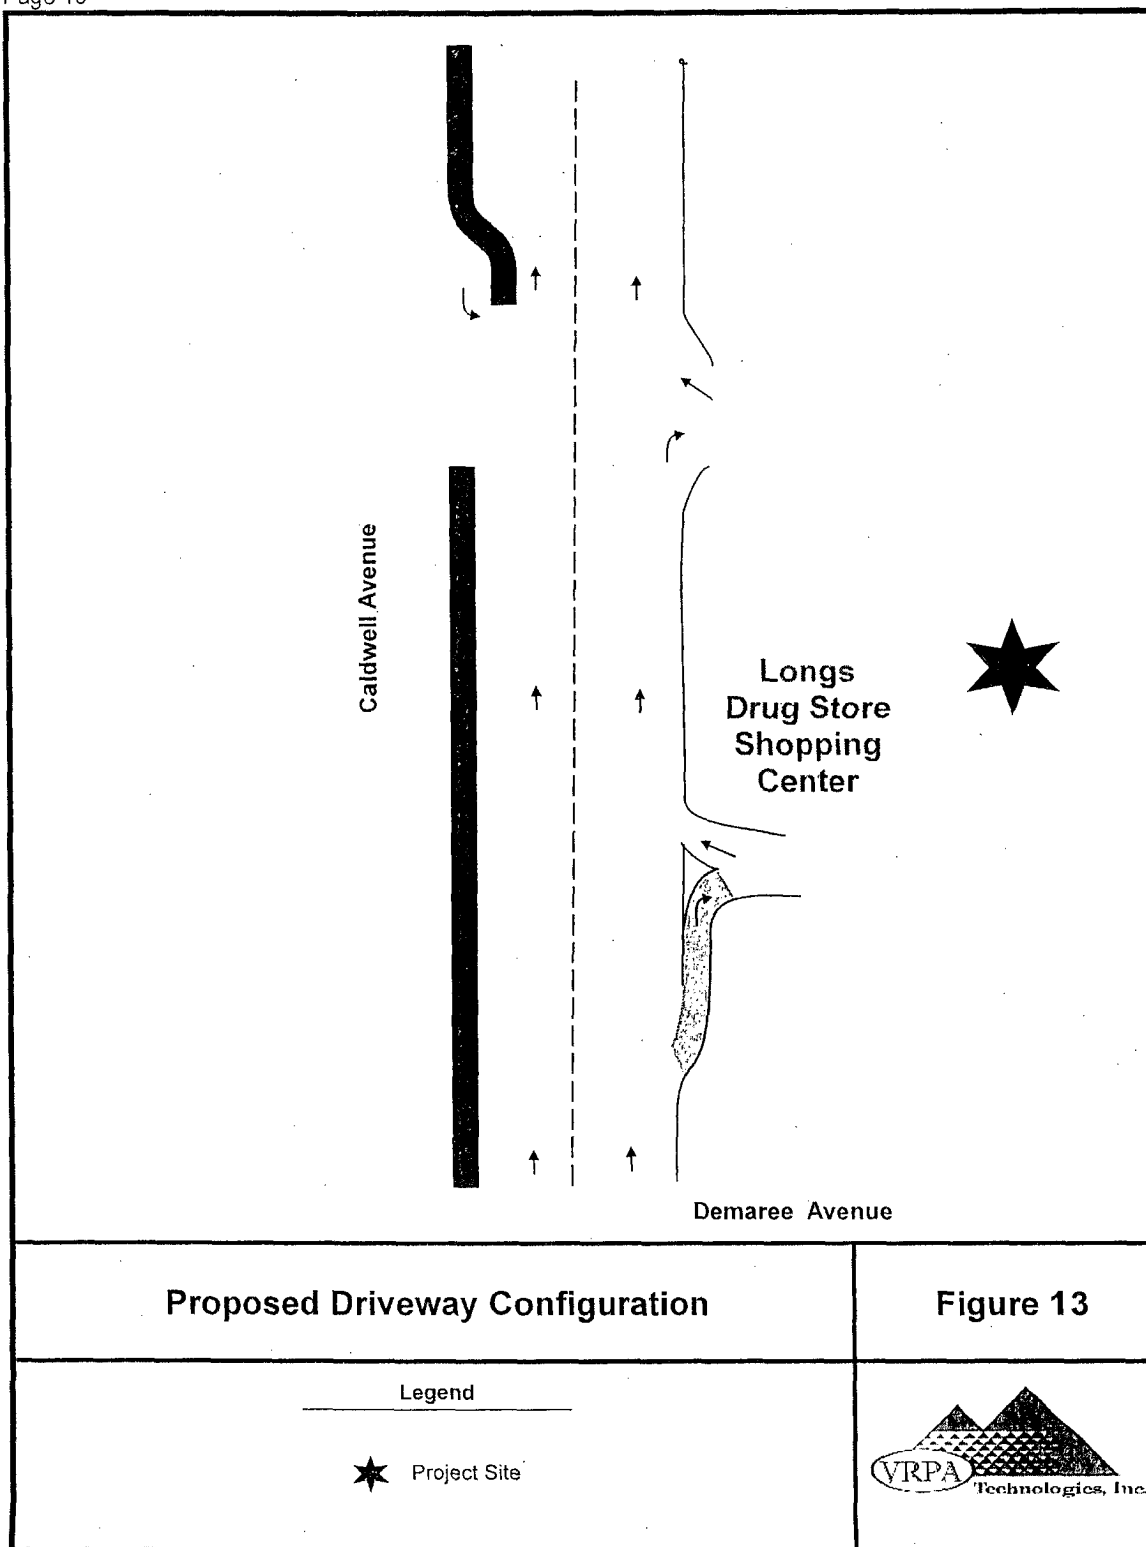 Caldwell Avenue
Longs
Drug Store
Shopping
Center
Demaree Avenue
Proposed Driveway Configuration
Figure 13
Legend
Project Site
VRPA
Technologies, Inc.